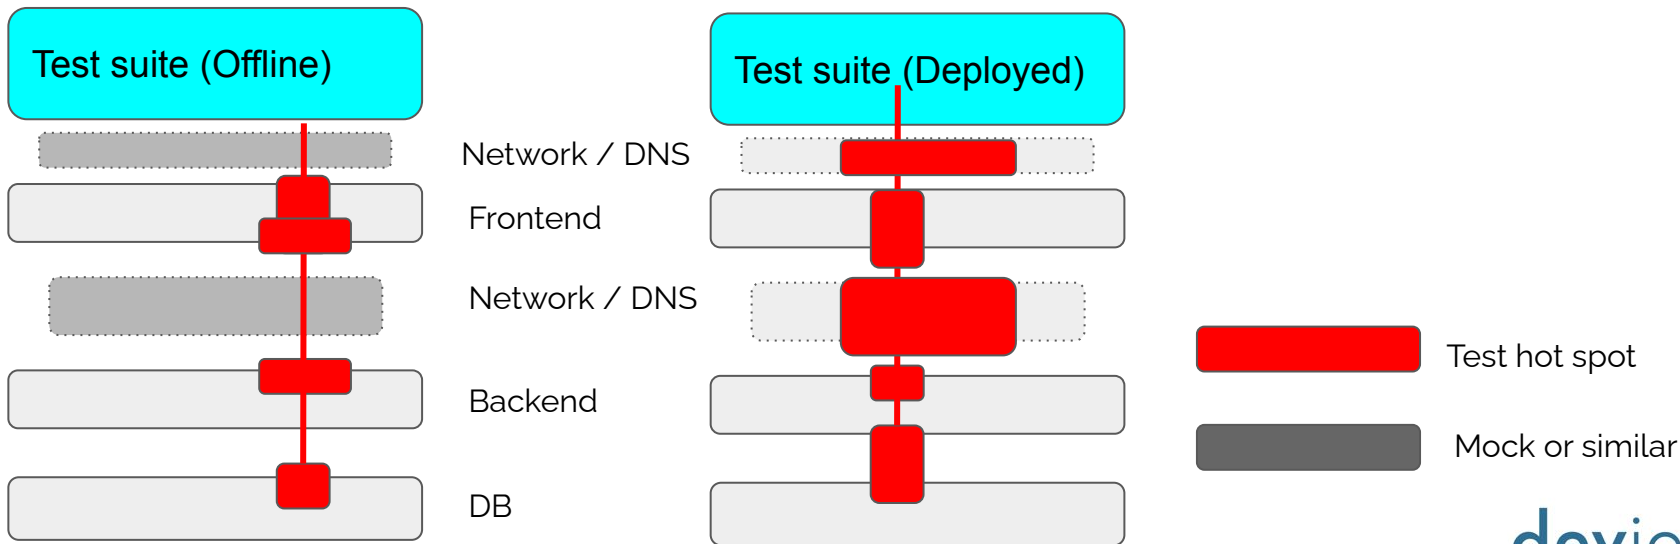 Test suite (Offline)
Test suite (Deployed)
Network / DNS
Frontend
Network / DNS
Backend
DB
Test hot spot
Mock or similar